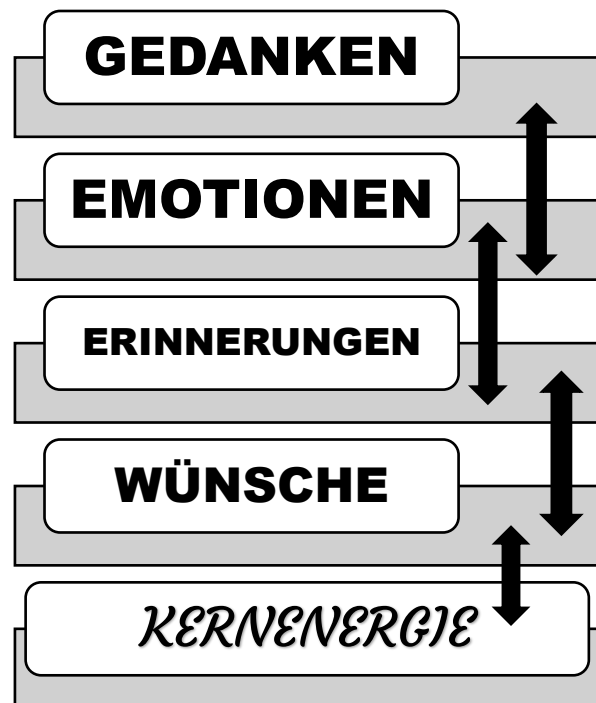 GEDANKEN
EMOTIONEN
ERINNERUNGEN
WÜNSCHE
KERNENERGIE